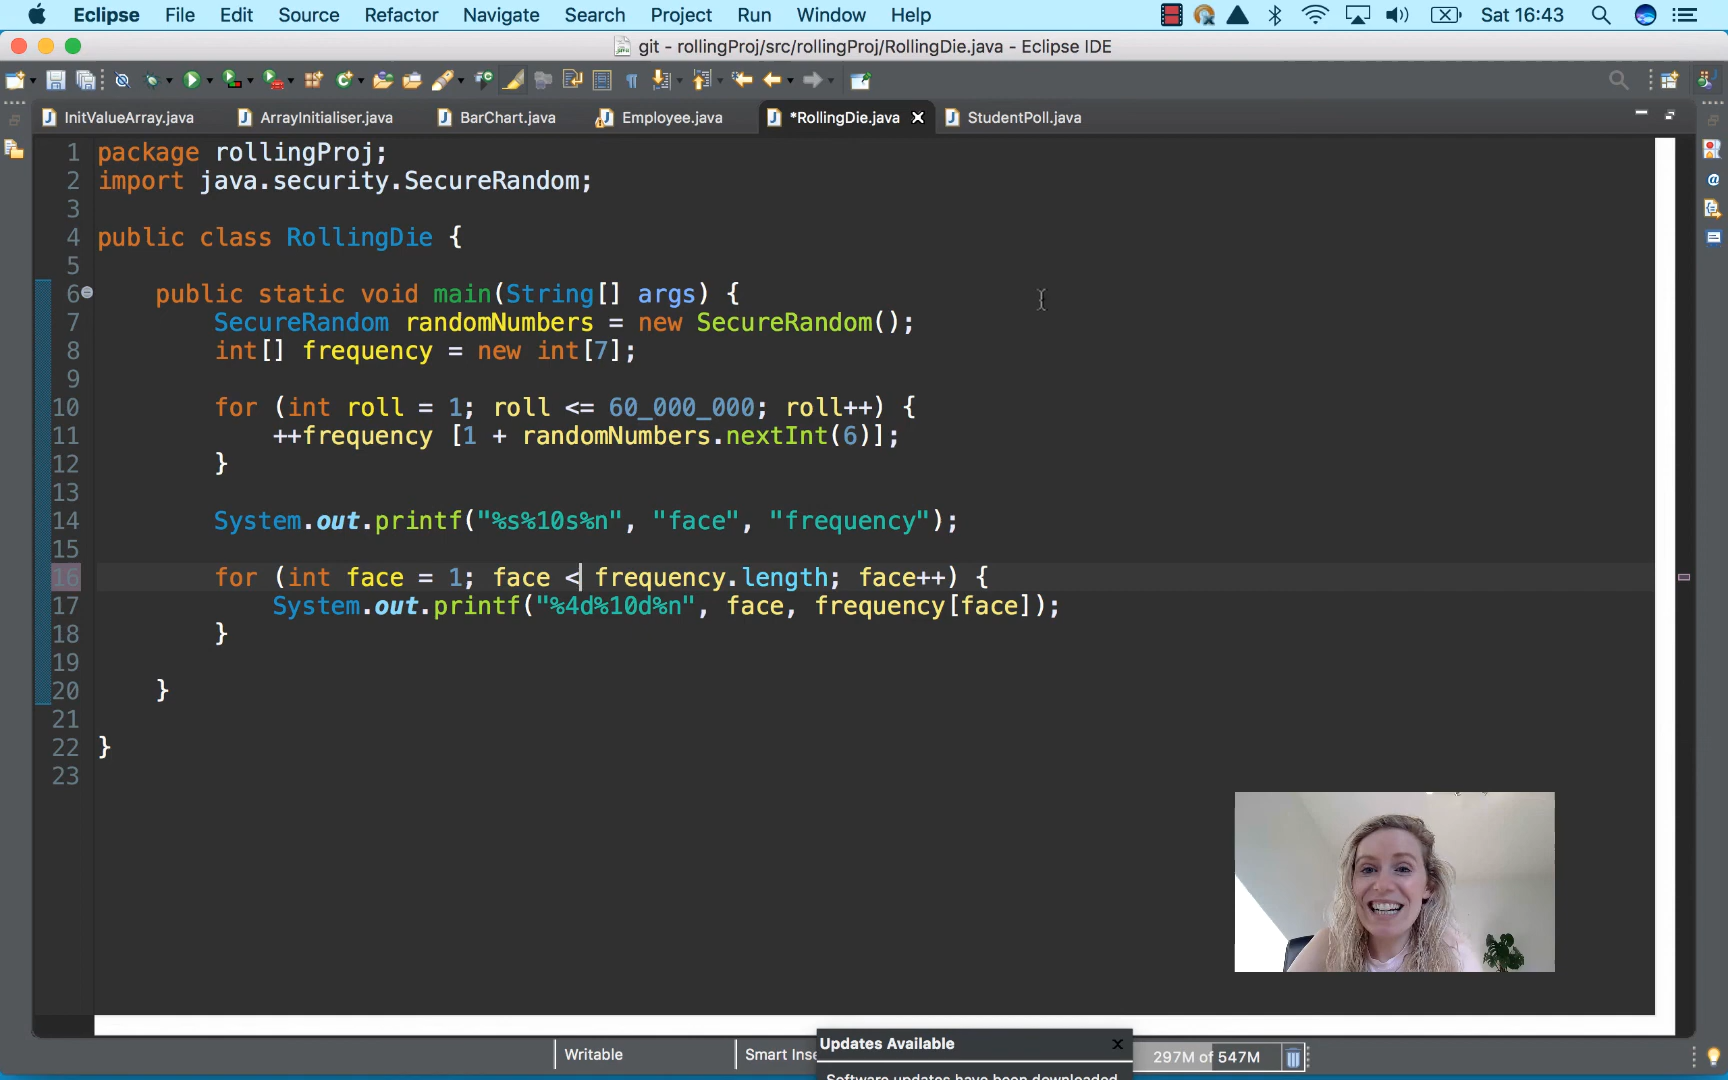 Eclipse File Edit Source Refactor Navigate Search Project Run Window Help Sat 16:43
git - rollingProj/src/rollingProj/RollingDie.java - Eclipse IDE
InitValueArray.java ArrayInitialiser.java BarChart.java Employee.java *RollingDie.java StudentPoll.java
1 package rollingProj;
2 import java.security.SecureRandom;
3
4 public class RollingDie {
5
6 public static void main(String[] args) {
7 SecureRandom randomNumbers = new SecureRandom();
8 int[] frequency = new int[7];
9
10 for (int roll = 1; roll <= 60_000_000; roll++) {
11 ++frequency [1 + randomNumbers.nextInt(6)];
12 }
13
14 System.out.printf("%s%10s%n", "face", "frequency");
15
16 for (int face = 1; face < frequency.length; face++) {
17 System.out.printf("%4d%10d%n", face, frequency[face]);
18 }
19
20 }
21
22 }
23
Writable Smart Inse Updates Available 297M of 547M
Software updates have been downloaded